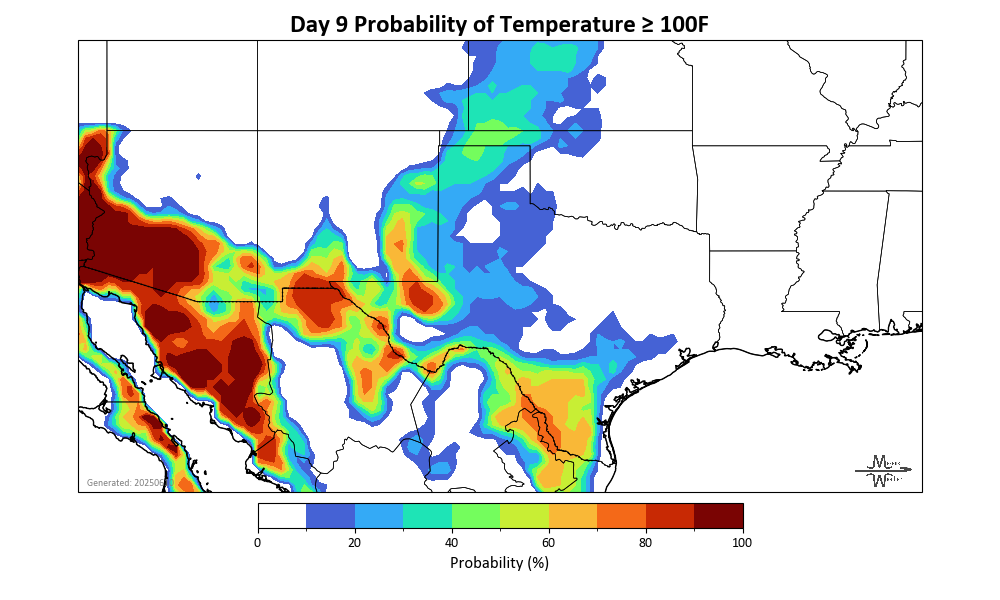 Day 9 Probability of Temperature ≥ 100F
Generated: 202506
0 20 40 60 80 100
Probability (%)